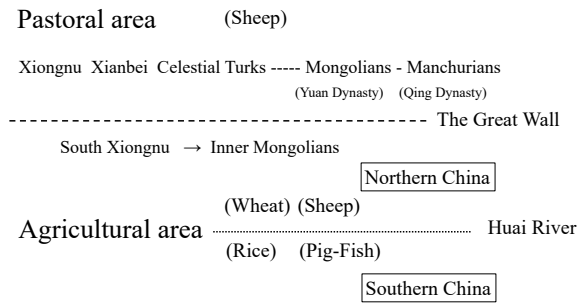 Pastoral area (Sheep)
Xiongnu Xianbei Celestial Turks ----- Mongolians - Manchurians
(Yuan Dynasty) (Qing Dynasty)
The Great Wall
South Xiongnu → Inner Mongolians
Northern China
(Wheat) (Sheep)
Agricultural area Huai River
(Rice) (Pig-Fish)
Southern China